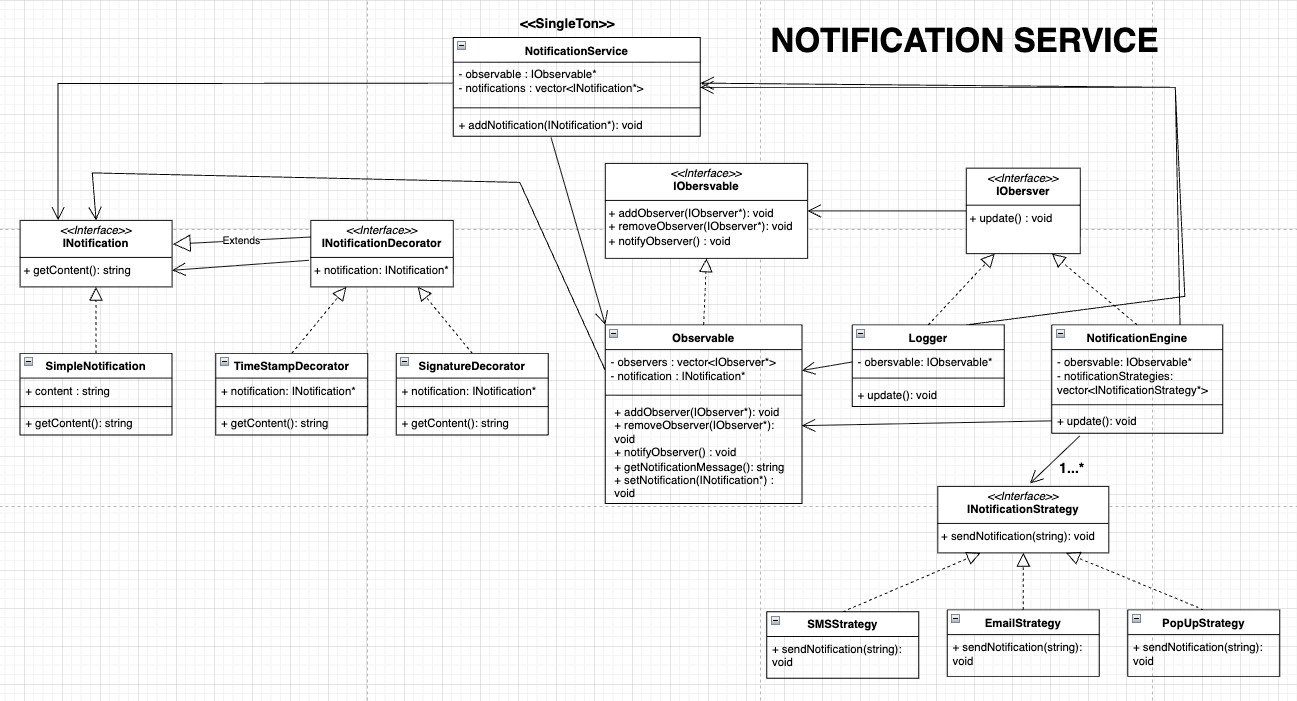 <<SingleTon>>
NOTIFICATION SERVICE
NotificationService
- observable : IObservable*
- notifications : vector<INotification*>
+ addNotification(INotification*): void
<<Interface>>
IObersvable
+ addObserver(IObserver*): void
+ removeObserver(IObserver*): void
+ notifyObserver() : void
<<Interface>>
IObersver
+ update() : void
<<Interface>>
INotification
+ getContent(): string
Extends
<<Interface>>
INotificationDecorator
+ notification: INotification*
SimpleNotification
+ content : string
+ getContent(): string
TimeStampDecorator
+ notification: INotification*
+ getContent(): string
SignatureDecorator
+ notification: INotification*
+ getContent(): string
Observable
- observers : vector<IObserver*>
- notification : INotification*
+ addObserver(IObserver*): void
+ removeObserver(IObserver*):
void
+ notifyObserver() : void
+ getNotificationMessage(): string
+ setNotification(INotification*) :
void
Logger
- obersvable: IObservable*
+ update(): void
NotificationEngine
- obersvable: IObservable*
- notificationStrategies:
vector<INotificationStrategy*>
+ update(): void
1...*
<<Interface>>
INotificationStrategy
+ sendNotification(string): void
SMSStrategy
+ sendNotification(string):
void
EmailStrategy
+ sendNotification(string):
void
PopUpStrategy
+ sendNotification(string):
void